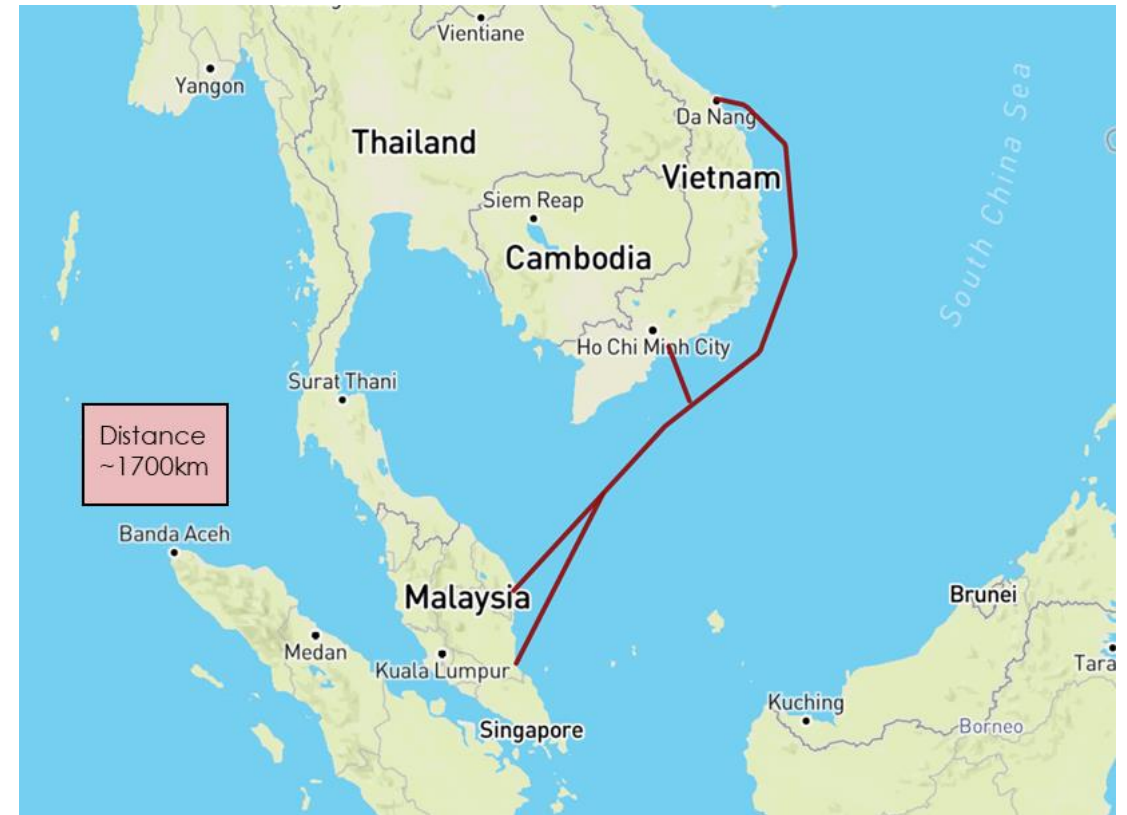 Vientiane
Yangon
Da Nang
Thailand
Vietnam
Siem Reap
Cambodia
South China Sea
Ho Chi Minh City
Surat Thani
Distance
~1700km
Banda Aceh
Malaysia
Brunei
Medan
Kuala Lumpur
Tara
Kuching
Singapore
Borneo